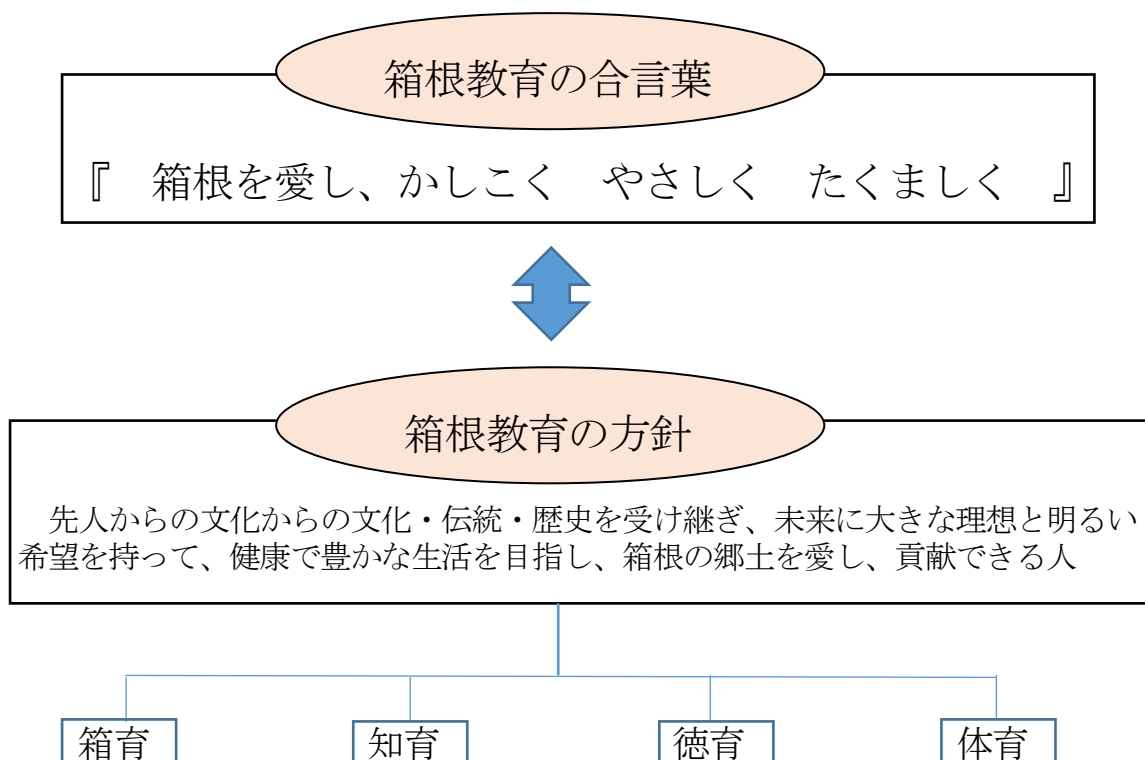 箱根教育の合言葉
『　箱根を愛し、かしこく　やさしく　たくましく　』
箱根教育の方針
先人からの文化からの文化・伝統・歴史を受け継ぎ、未来に大きな理想と明るい
希望を持って、健康で豊かな生活を目指し、箱根の郷土を愛し、貢献できる人
箱育　知育　徳育　体育